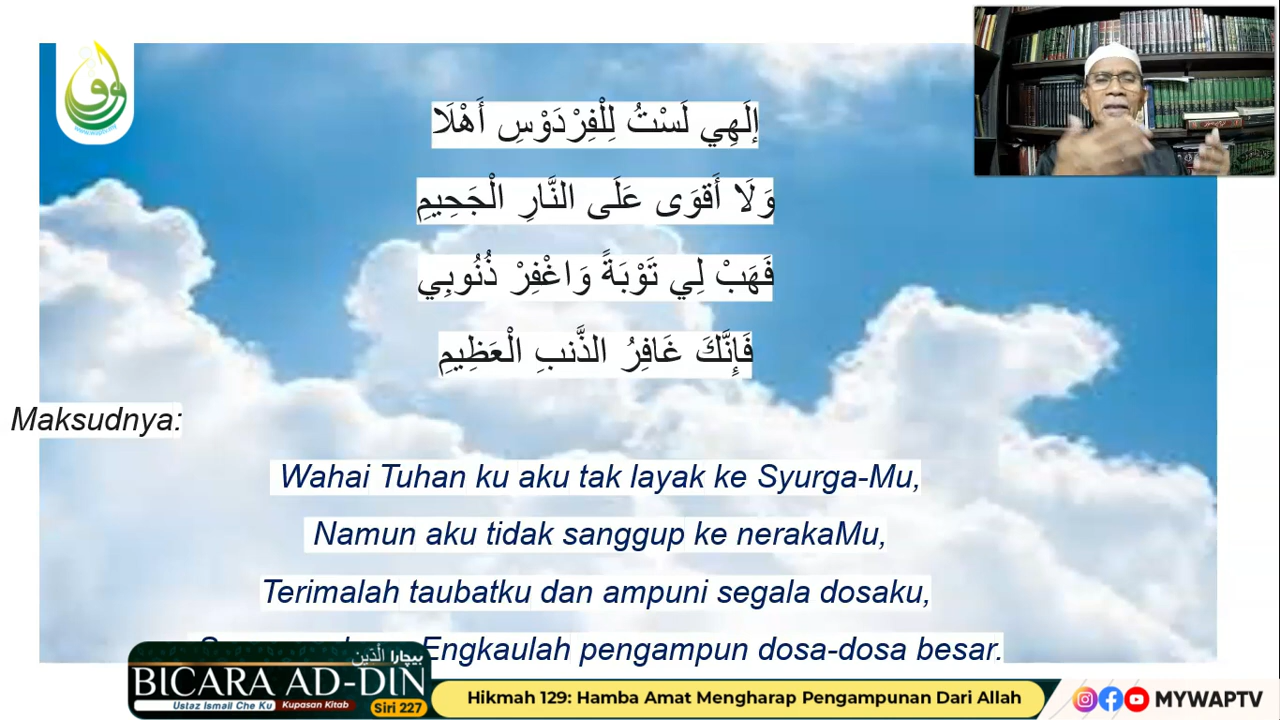 إلَهِي لَسْتُ لِلْفِرْدَوْسِ أَهْلَا
وَلَا أَقوَى عَلَى النَّارِ الْجَحِيمِ
فَهَبْ لِي تَوْبَةً وَاغْفِرْ ذُنُوبِي
فَإِنَّكَ غَافِرُ الذَّنبِ الْعَظِيمِ
Maksudnya:
Wahai Tuhan ku aku tak layak ke Syurga-Mu,
Namun aku tidak sanggup ke nerakaMu,
Terimalah taubatku dan ampuni segala dosaku,
Engkaulah pengampun dosa-dosa besar.
بيچارا الدّين
BICARA AD-DIN
Ustaz Ismail Che Ku Kupasan Kitab Siri 227
Hikmah 129: Hamba Amat Mengharap Pengampunan Dari Allah
MYWAPTV